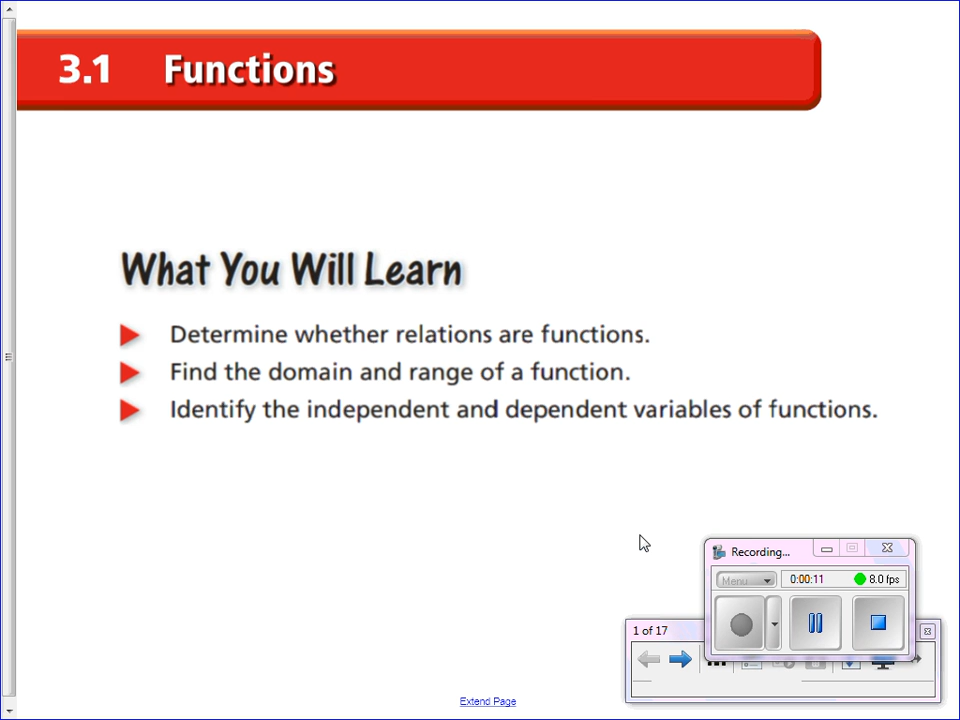 3.1 Functions
What You Will Learn
Determine whether relations are functions.
Find the domain and range of a function.
Identify the independent and dependent variables of functions.
Recording...
Menu 0:00:11 8.0 fps
1 of 17
Extend Page